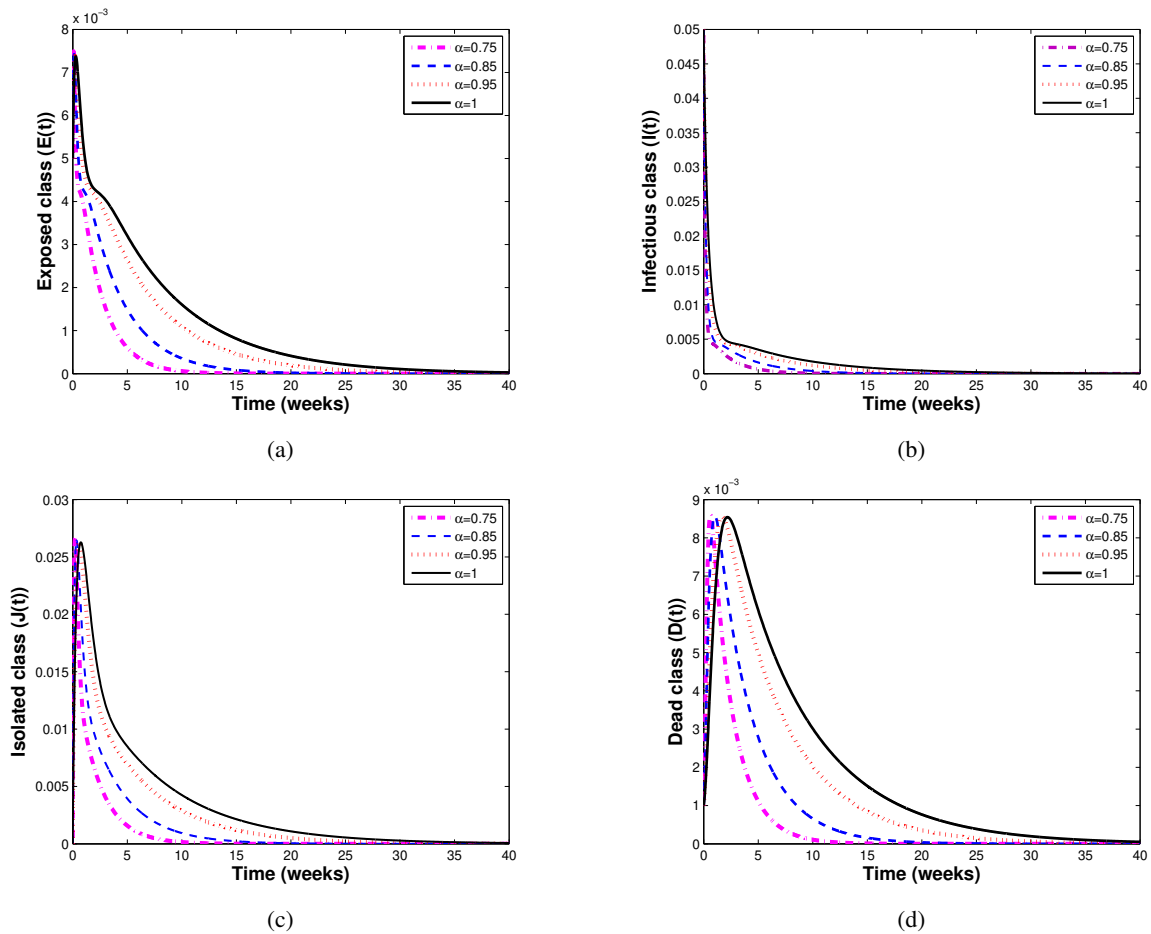 x 10⁻³
8
7
6
5
4
3
2
1
0
0 5 10 15 20 25 30 35 40
Exposed class (E(t))
Time (weeks)
α=0.75
α=0.85
α=0.95
α=1
(a)
0.05
0.045
0.04
0.035
0.03
0.025
0.02
0.015
0.01
0.005
0
0 5 10 15 20 25 30 35 40
Infectious class (I(t))
Time (weeks)
α=0.75
α=0.85
α=0.95
α=1
(b)
0.03
0.025
0.02
0.015
0.01
0.005
0
0 5 10 15 20 25 30 35 40
Isolated class (J(t))
Time (weeks)
α=0.75
α=0.85
α=0.95
α=1
(c)
x 10⁻³
9
8
7
6
5
4
3
2
1
0
0 5 10 15 20 25 30 35 40
Dead class (D(t))
Time (weeks)
α=0.75
α=0.85
α=0.95
α=1
(d)